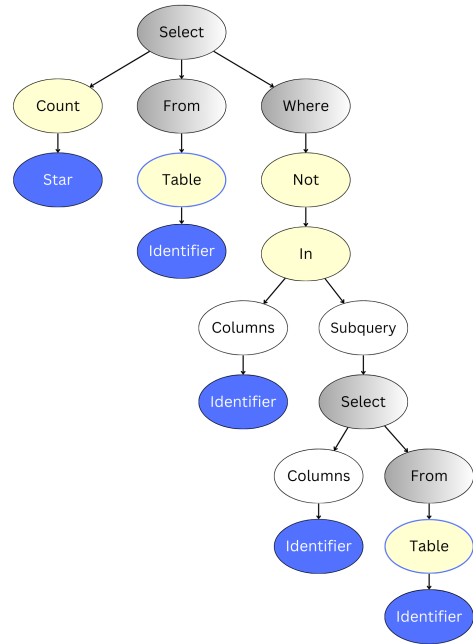 Select
Count
From
Where
Star
Table
Not
Identifier
In
Columns
Subquery
Identifier
Select
Columns
From
Identifier
Table
Identifier